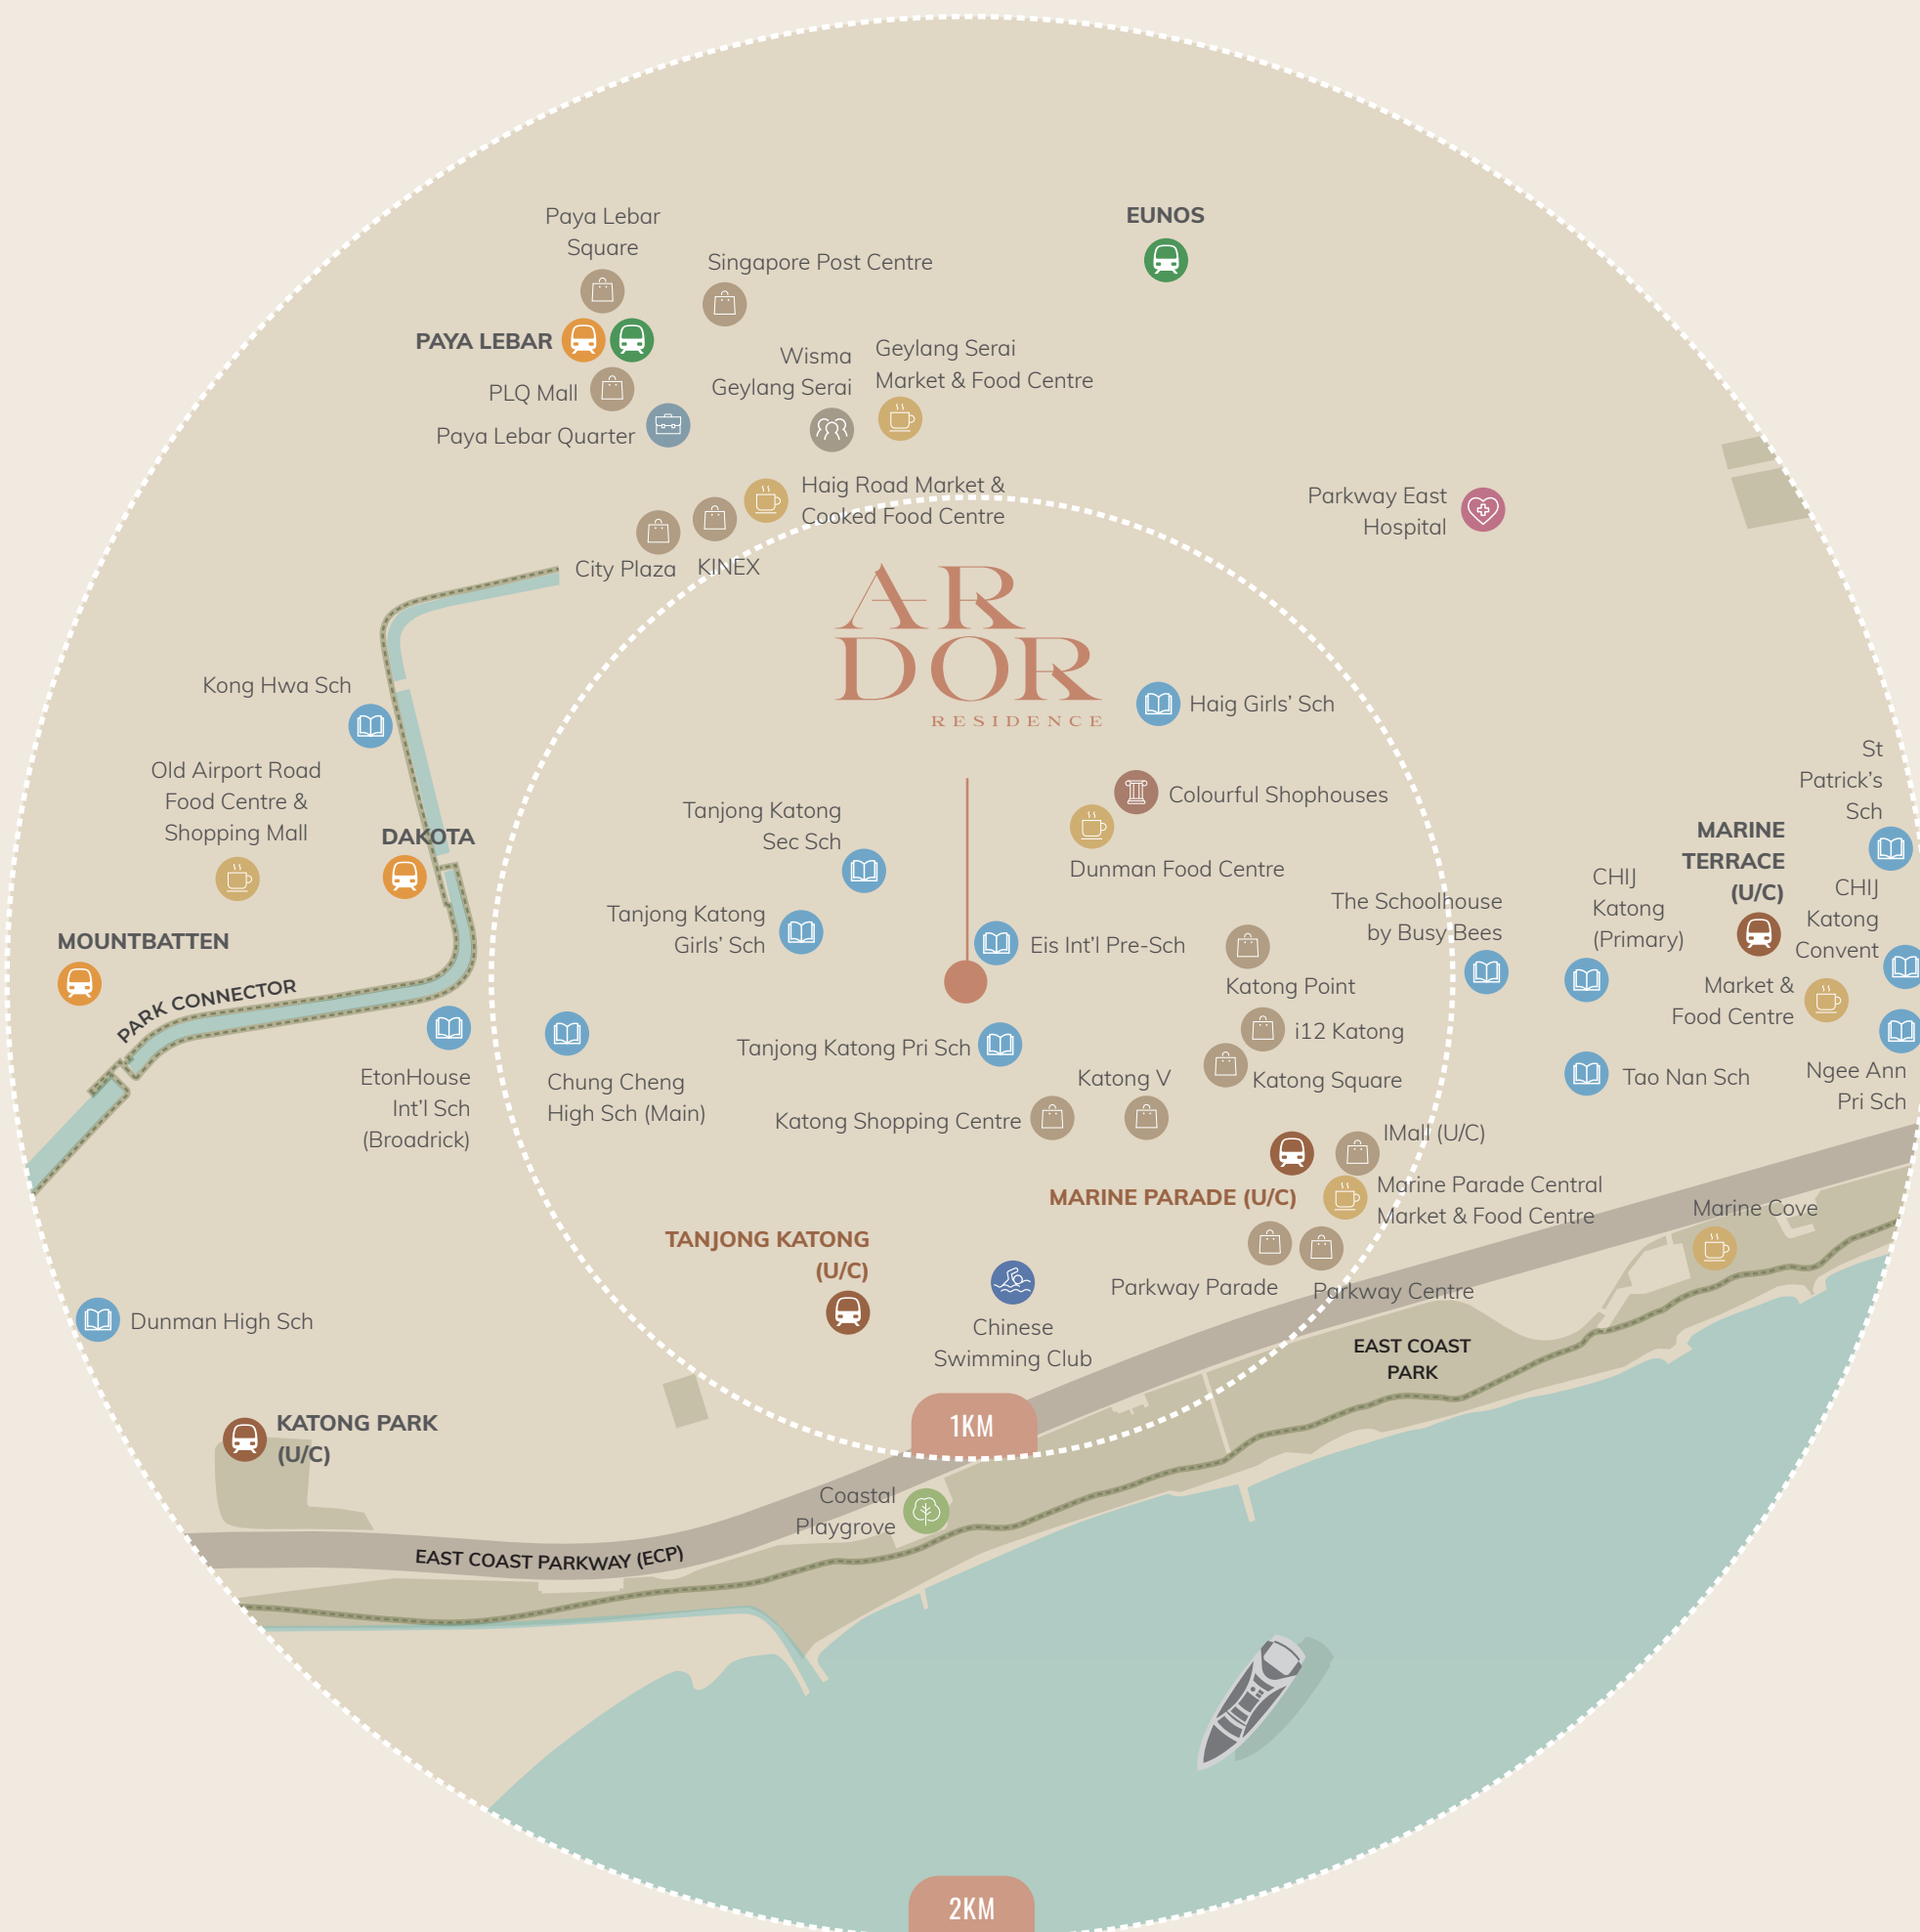 Paya Lebar
Square
EUNOS
Singapore Post Centre
PAYA LEBAR
Wisma
Geylang Serai
Geylang Serai
Market & Food Centre
PLQ Mall
Paya Lebar Quarter
Haig Road Market &
Cooked Food Centre
Parkway East
Hospital
City Plaza
KINEX
AR
DOR
RESIDENCE
Kong Hwa Sch
Haig Girls' Sch
Old Airport Road
Food Centre &
Shopping Mall
DAKOTA
Tanjong Katong
Sec Sch
Colourful Shophouses
Dunman Food Centre
St
Patrick's
Sch
MARINE
TERRACE
(U/C)
MOUNTBATTEN
Tanjong Katong
Girls' Sch
Eis Int'l Pre-Sch
Katong Point
The Schoolhouse
by Busy Bees
CHIJ
Katong
(Primary)
CHIJ
Katong
Convent
PARK CONNECTOR
Market &
Food Centre
EtonHouse
Int'l Sch
(Broadrick)
Chung Cheng
High Sch (Main)
Tanjong Katong Pri Sch
i12 Katong
Katong V
Katong Square
Katong Shopping Centre
Tao Nan Sch
Ngee Ann
Pri Sch
IMall (U/C)
MARINE PARADE (U/C)
Marine Parade Central
Market & Food Centre
Marine Cove
TANJONG KATONG
(U/C)
Parkway Parade
Parkway Centre
Dunman High Sch
Chinese
Swimming Club
EAST COAST
PARK
1KM
KATONG PARK
(U/C)
Coastal
Playgrove
EAST COAST PARKWAY (ECP)
2KM